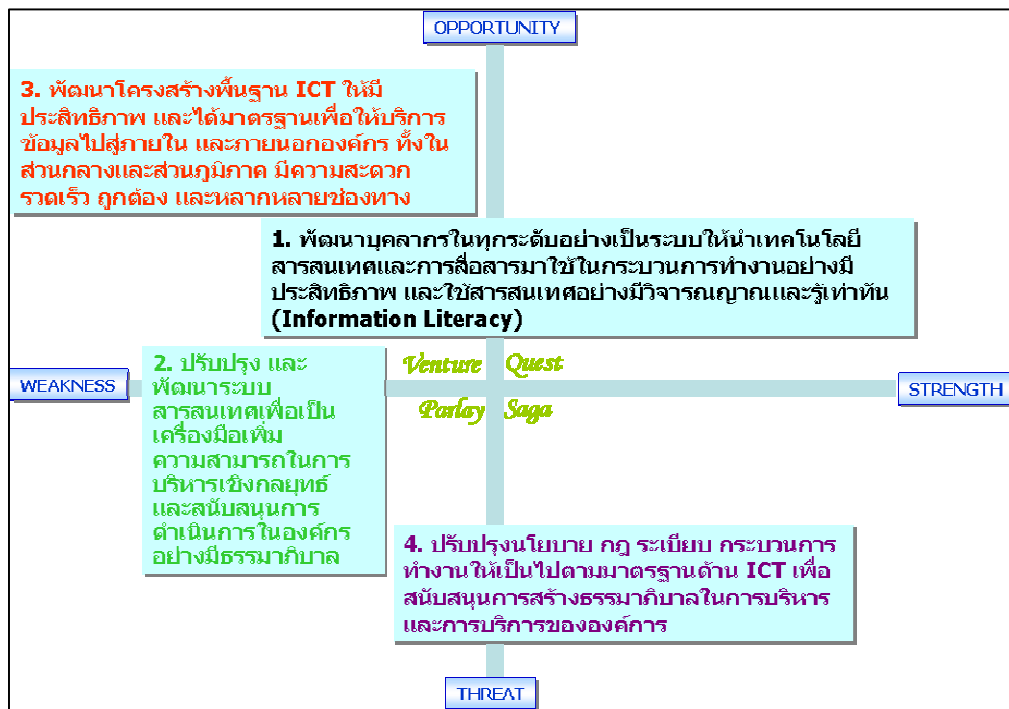 OPPORTUNITY
3. พัฒนาโครงสร้างพื้นฐาน ICT ให้มี
ประสิทธิภาพ และได้มาตรฐานเพื่อให้บริการ
ข้อมูลไปสู่ภายใน และภายนอกองค์กร ทั้งใน
ส่วนกลางและส่วนภูมิภาค มีความสะดวก
รวดเร็ว ถูกต้อง และหลากหลายช่องทาง
1. พัฒนาบุคลากรในทุกระดับอย่างเป็นระบบให้นำเทคโนโลยี
สารสนเทศและการสื่อสารมาใช้ในกระบวนการทำงานอย่างมี
ประสิทธิภาพ และใช้สารสนเทศอย่างมีวิจารณญาณและรู้เท่าทัน
(Information Literacy)
WEAKNESS
2. ปรับปรุง และ
พัฒนาระบบ
สารสนเทศเพื่อเป็น
เครื่องมือเพิ่ม
ความสามารถในการ
บริหารเชิงกลยุทธ์
และสนับสนุนการ
ดำเนินการในองค์กร
อย่างมีธรรมาภิบาล
Venture Quest
Parlay Saga
STRENGTH
4. ปรับปรุงนโยบาย กฎ ระเบียบ กระบวนการ
ทำงานให้เป็นไปตามมาตรฐานด้าน ICT เพื่อ
สนับสนุนการสร้างธรรมาภิบาลในการบริหาร
และการบริการขององค์การ
THREAT